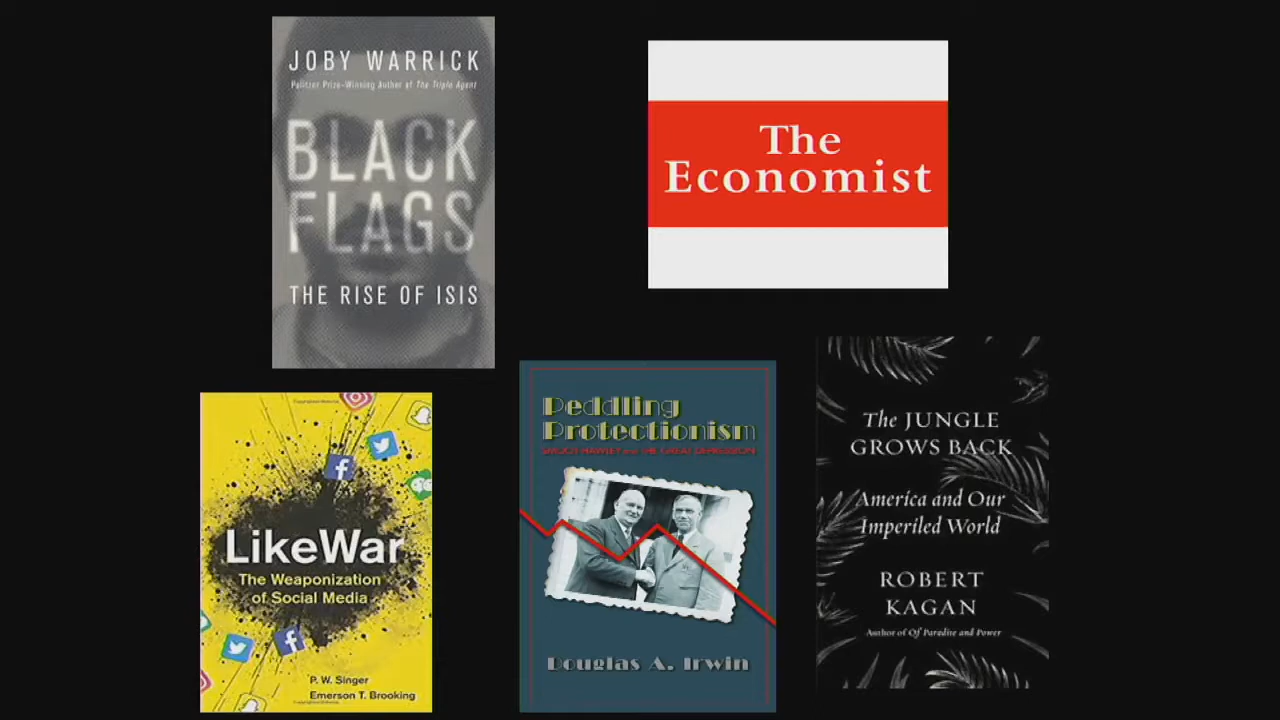 JOBY WARRICK
Pulitzer Prize-Winning Author of The Triple Agent
BLACK
FLAGS
THE RISE OF ISIS
The
Economist
LikeWar
The Weaponization
of Social Media
P. W. Singer
Emerson T. Brooking
Peddling
Protectionism
SMOOT-HAWLEY and THE GREAT DEPRESSION
Douglas A. Irwin
The JUNGLE
GROWS BACK
America and Our
Imperiled World
ROBERT
KAGAN
Author of Of Paradise and Power